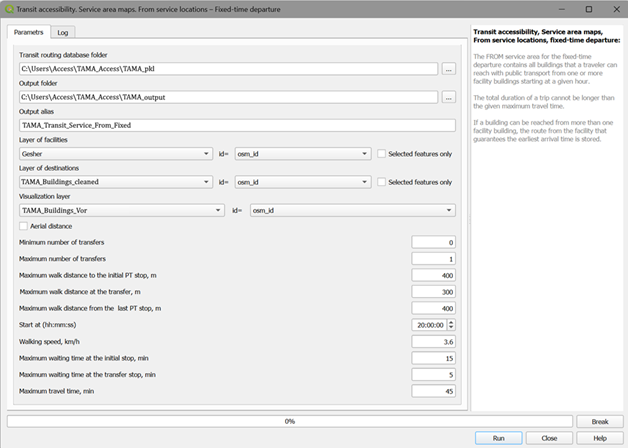 Transit accessibility. Service area maps. From service locations – Fixed-time departure
Parametrs Log
Transit routing database folder
C:\Users\Access\TAMA_Access\TAMA_pkl ...
Output folder
C:\Users\Access\TAMA_Access\TAMA_output ...
Output alias
TAMA_Transit_Service_From_Fixed
Layer of facilities
Gesher id= osm_id Selected features only
Layer of destinations
TAMA_Buildings_cleaned id= osm_id Selected features only
Visualization layer
TAMA_Buildings_Vor id= osm_id
Aerial distance
Minimum number of transfers 0
Maximum number of transfers 1
Maximum walk distance to the initial PT stop, m 400
Maximum walk distance at the transfer, m 300
Maximum walk distance from the last PT stop, m 400
Start at (hh:mm:ss) 20:00:00
Walking speed, km/h 3.6
Maximum waiting time at the initial stop, min 15
Maximum waiting time at the transfer stop, min 5
Maximum travel time, min 45
Transit accessibility, Service area maps,
From service locations, fixed-time departure:
The FROM service area for the fixed-time
departure contains all buildings that a traveler can
reach with public transport from one or more
facility buildings starting at a given hour.
The total duration of a trip cannot be longer than
the given maximum travel time.
If a building can be reached from more than one
facility building, the route from the facility that
guarantees the earliest arrival time is stored.
0% Break
Run Close Help